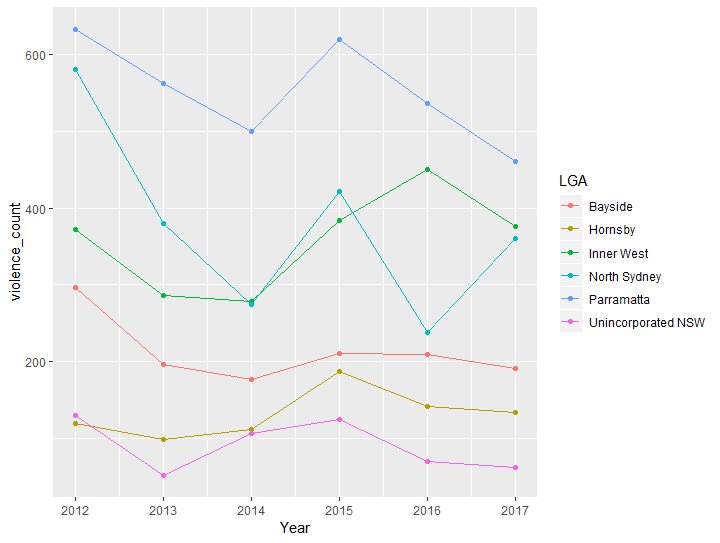 600
400
200
violence_count
2012 2013 2014 2015 2016 2017
Year
LGA
Bayside
Hornsby
Inner West
North Sydney
Parramatta
Unincorporated NSW